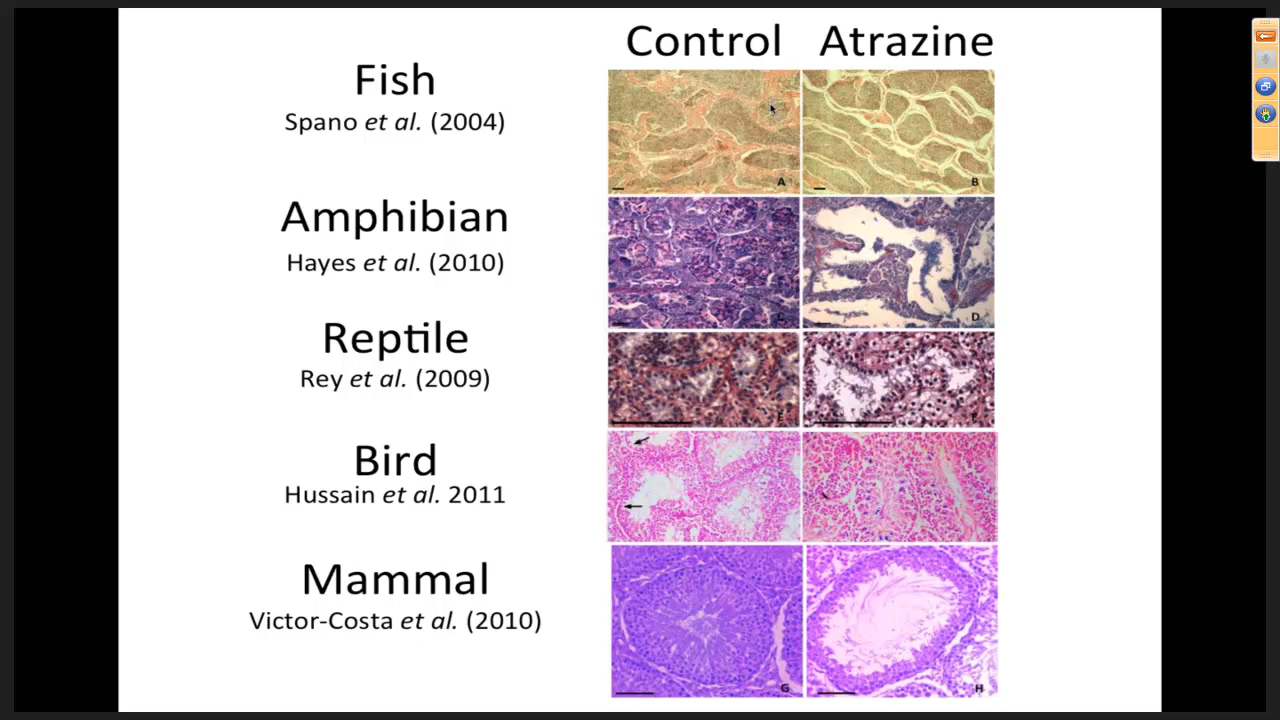 Control Atrazine
Fish
Spano et al. (2004)
A B
Amphibian
Hayes et al. (2010)
C D
Reptile
Rey et al. (2009)
E F
Bird
Hussain et al. 2011
Mammal
Victor-Costa et al. (2010)
G H